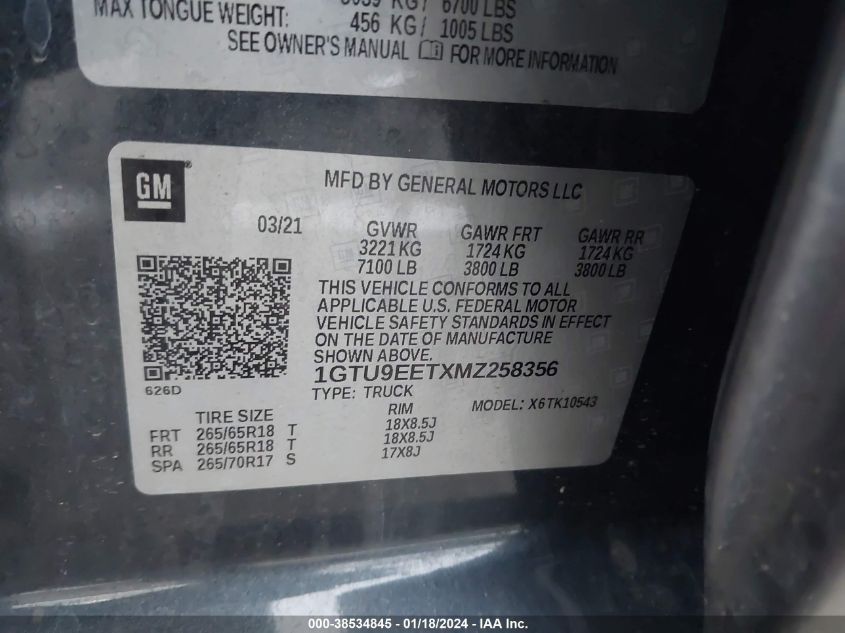 KG/ 6700 LBS
MAX TONGUE WEIGHT: 456 KG/ 1005 LBS
SEE OWNER'S MANUAL FOR MORE INFORMATION
GM ®
MFD BY GENERAL MOTORS LLC
03/21 GVWR GAWR FRT GAWR RR
3221 KG 1724 KG 1724 KG
7100 LB 3800 LB 3800 LB
THIS VEHICLE CONFORMS TO ALL
APPLICABLE U.S. FEDERAL MOTOR
VEHICLE SAFETY STANDARDS IN EFFECT
ON THE DATE OF MANUFACTURE
SHOWN ABOVE.
1GTU9EETXMZ258356
626D
TYPE: TRUCK
MODEL: X6TK10543
TIRE SIZE RIM
FRT 265/65R18 T 18X8.5J
RR 265/65R18 T 18X8.5J
SPA 265/70R17 S 17X8J
000-38534845 - 01/18/2024 - IAA Inc.